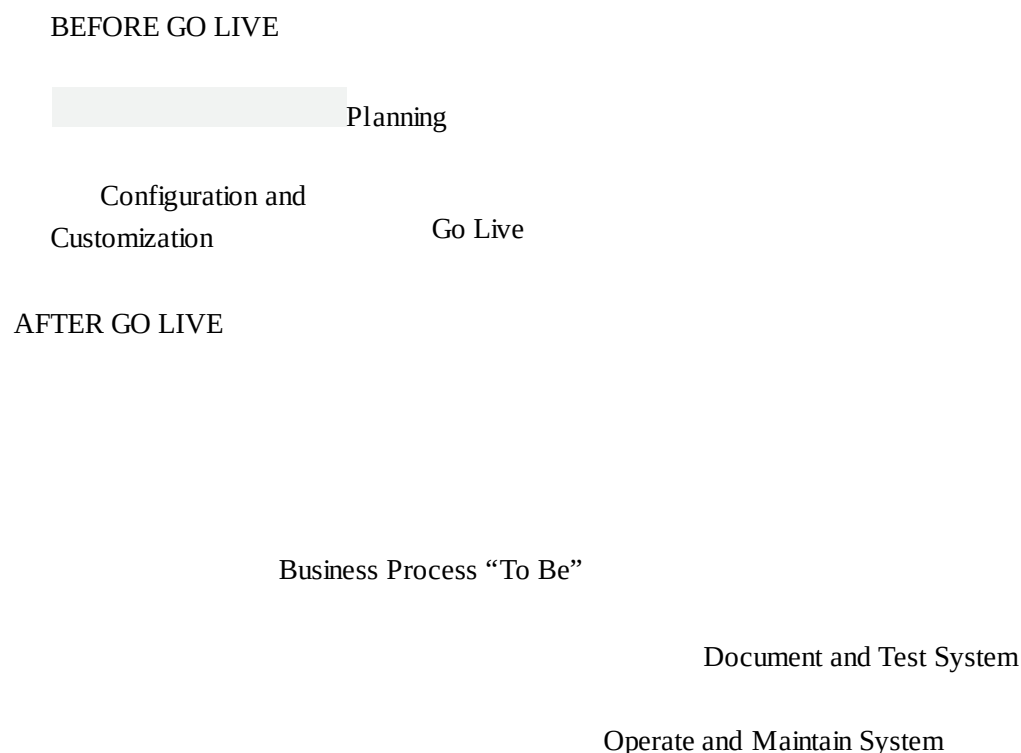 BEFORE GO LIVE
Planning
Configuration and
Customization
Go Live
AFTER GO LIVE
Business Process “To Be”
Document and Test System
Operate and Maintain System